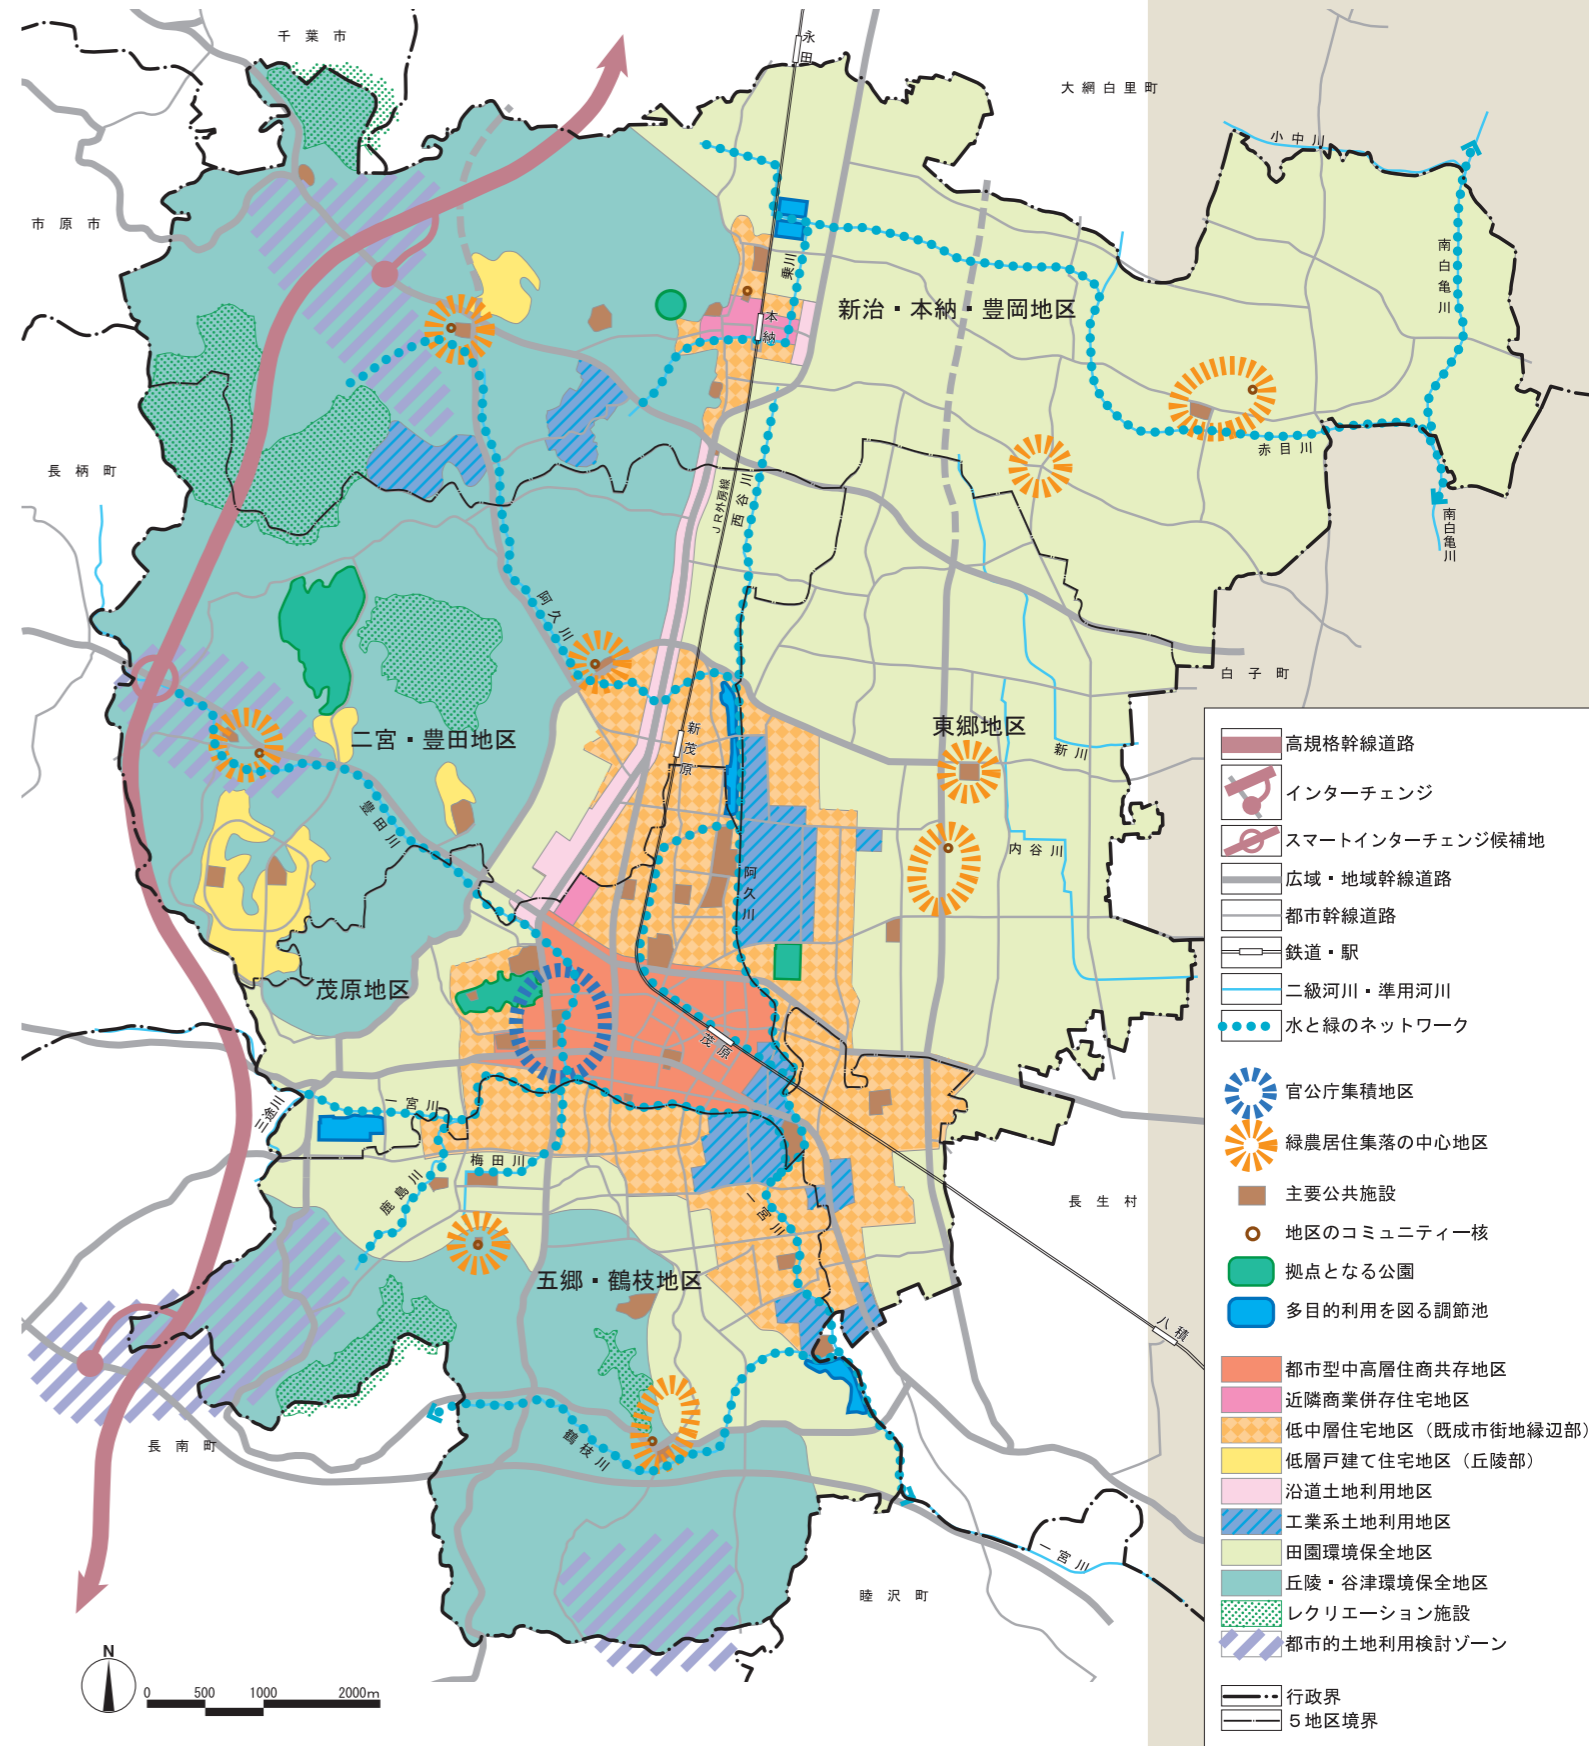 千葉市
永田
大網白里町
小中川
市原市
南白亀川
乗川
本納
新治・本納・豊岡地区
赤目川
長柄町
JR外房線
西谷川
南白亀川
阿久川
白子町
新茂原
東郷地区
二宮・豊田地区
新川
豊田川
内谷川
阿久川
茂原地区
茂原
一宮川
三途川
梅田川
鹿島川
一宮川
長生村
五郷・鶴枝地区
八積
長南町
鶴枝川
一宮川
睦沢町
N
0 500 1000 2000m
高規格幹線道路
インターチェンジ
スマートインターチェンジ候補地
広域・地域幹線道路
都市幹線道路
鉄道・駅
二級河川・準用河川
水と緑のネットワーク
官公庁集積地区
緑農居住集落の中心地区
主要公共施設
地区のコミュニティー核
拠点となる公園
多目的利用を図る調節池
都市型中高層住商共存地区
近隣商業併存住宅地区
低中層住宅地区（既成市街地縁辺部）
低層戸建て住宅地区（丘陵部）
沿道土地利用地区
工業系土地利用地区
田園環境保全地区
丘陵・谷津環境保全地区
レクリエーション施設
都市的土地利用検討ゾーン
行政界
５地区境界